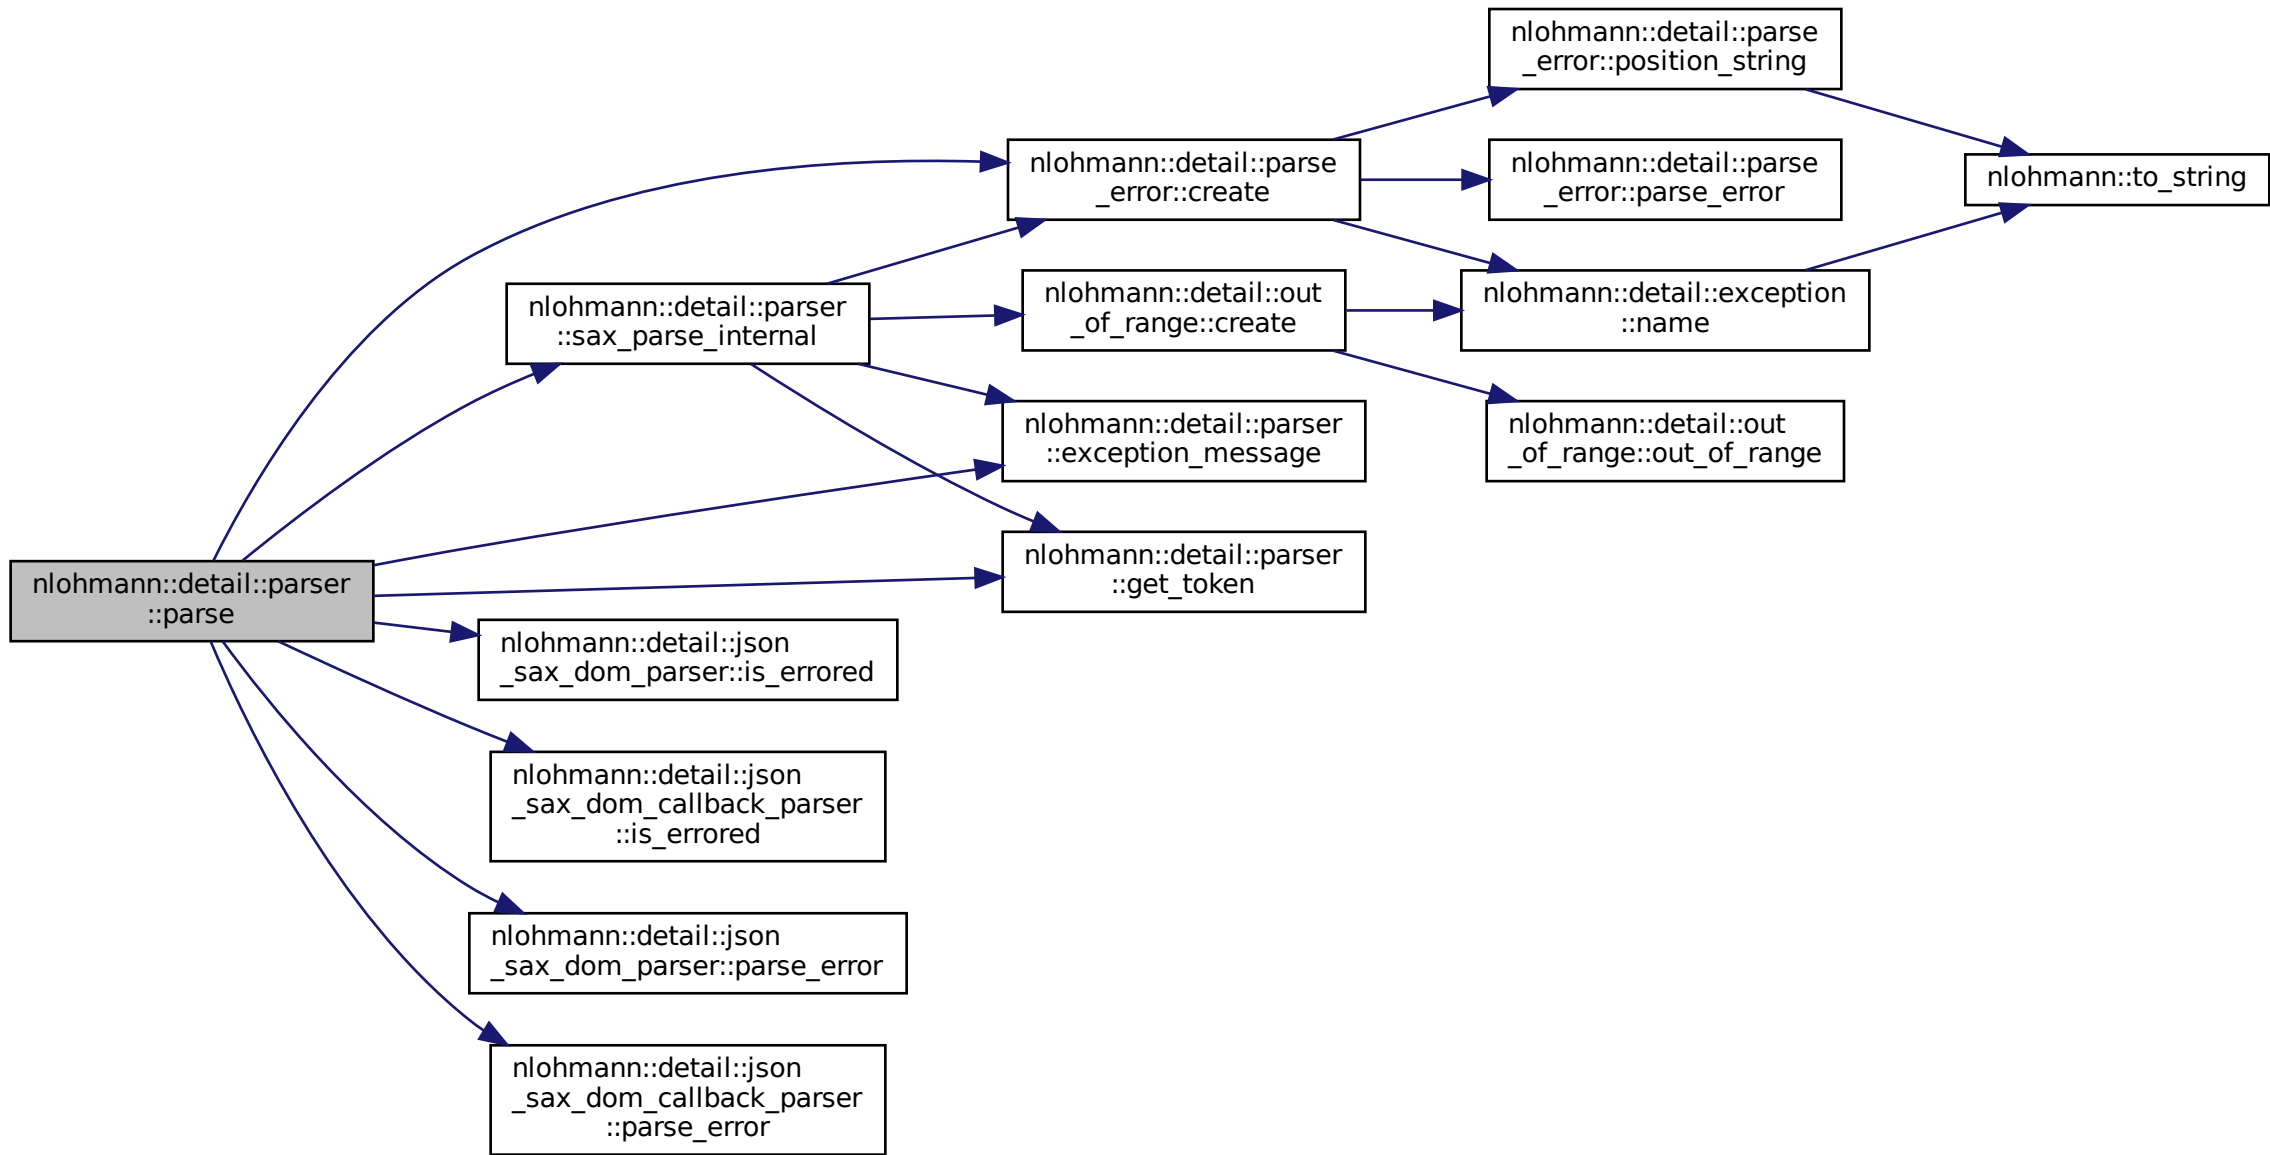 nlohmann::detail::parser
::parse
nlohmann::detail::parser
::sax_parse_internal
nlohmann::detail::json
_sax_dom_parser::is_errored
nlohmann::detail::json
_sax_dom_callback_parser
::is_errored
nlohmann::detail::json
_sax_dom_parser::parse_error
nlohmann::detail::json
_sax_dom_callback_parser
::parse_error
nlohmann::detail::parse
_error::create
nlohmann::detail::out
_of_range::create
nlohmann::detail::parser
::exception_message
nlohmann::detail::parser
::get_token
nlohmann::detail::parse
_error::position_string
nlohmann::detail::parse
_error::parse_error
nlohmann::detail::exception
::name
nlohmann::detail::out
_of_range::out_of_range
nlohmann::to_string